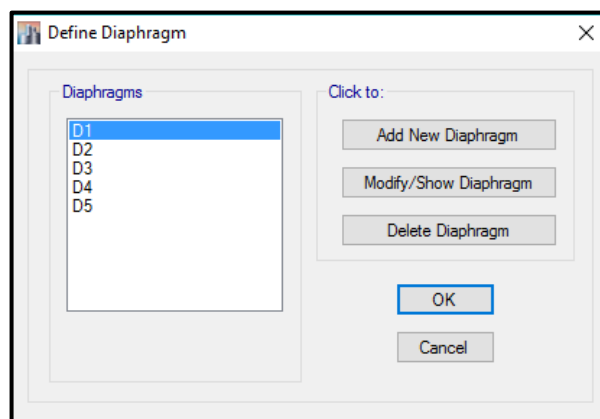 Define Diaphragm
Diaphragms
D1
D2
D3
D4
D5
Click to:
Add New Diaphragm
Modify/Show Diaphragm
Delete Diaphragm
OK
Cancel